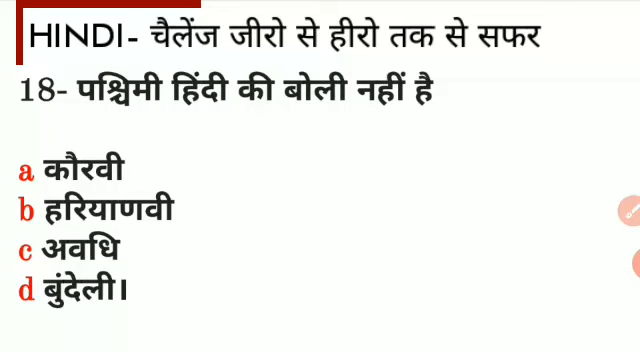 HINDI- चैलेंज जीरो से हीरो तक से सफर
18- पश्चिमी हिंदी की बोली नहीं है
a कौरवी
b हरियाणवी
c अवधि
d बुंदेली।